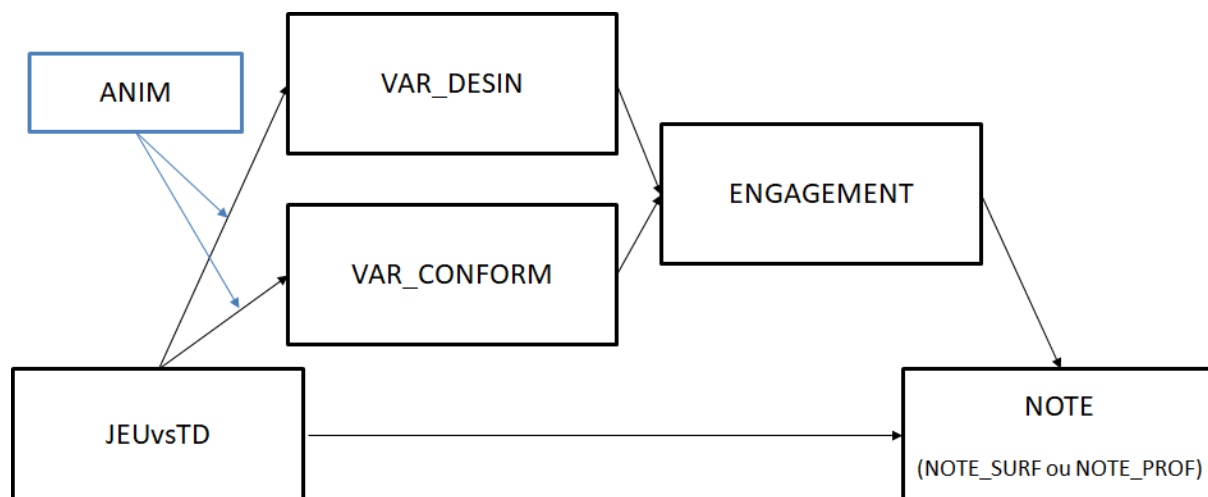 ANIM
VAR_DESIN
VAR_CONFORM
ENGAGEMENT
JEUvsTD
NOTE
(NOTE_SURF ou NOTE_PROF)